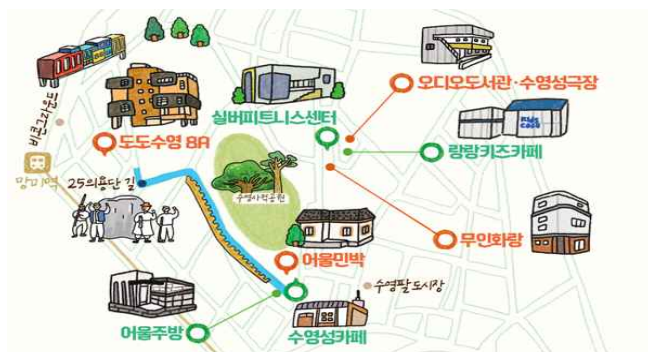 오디오도서관·수영성극장
실버피트니스센터
비콘그라운드
도도수영 8A
KIDS CAFE
랑랑키즈카페
망미역
25의용단 길
수영사적공원
무인화랑
어울민박
수영팔도시장
어울주방
수영성카페